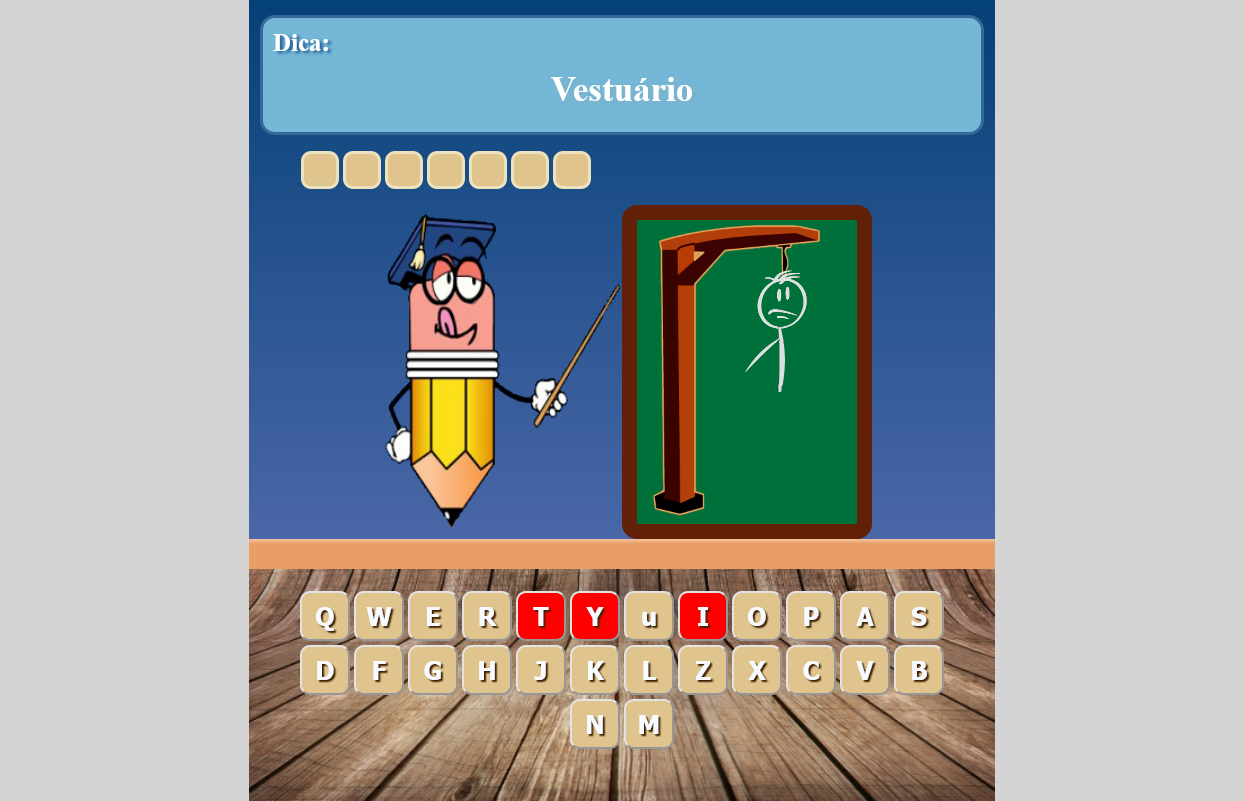 Dica:
Vestuário
Q W E R T Y u I O P A S
D F G H J K L Z X C V B
N M